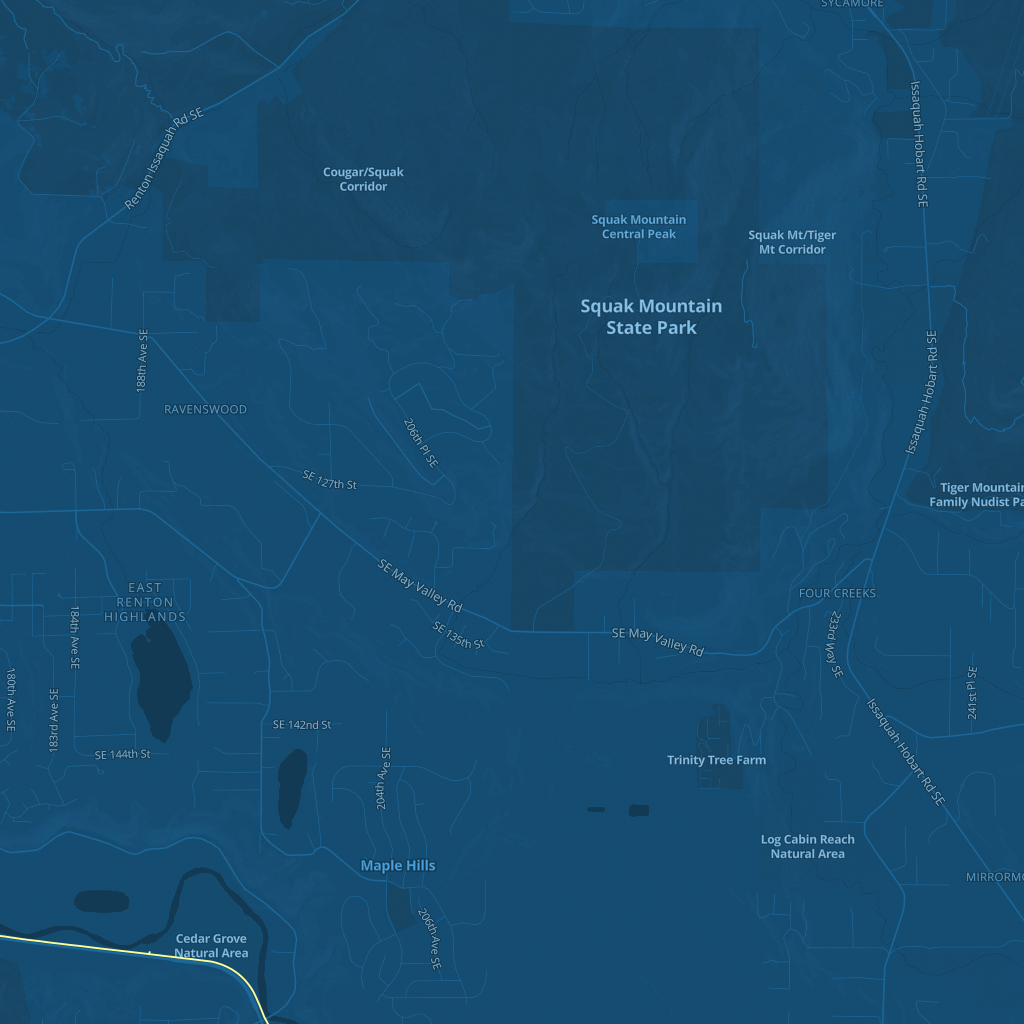 SYCAMORE
Issaquah Hobart Rd SE
Renton Issaquah Rd SE
Cougar/Squak
Corridor
Squak Mountain
Central Peak
Squak Mt/Tiger
Mt Corridor
Squak Mountain
State Park
188th Ave SE
Issaquah Hobart Rd SE
RAVENSWOOD
206th Pl SE
SE 127th St
Tiger Mountain
Family Nudist Pa
SE May Valley Rd
EAST
RENTON
HIGHLANDS
FOUR CREEKS
184th Ave SE
SE 135th St
SE May Valley Rd
233rd Way SE
180th Ave SE
183rd Ave SE
241st Pl SE
SE 142nd St
Issaquah Hobart Rd SE
SE 144th St
204th Ave SE
Trinity Tree Farm
Log Cabin Reach
Natural Area
Maple Hills
MIRRORMO
206th Ave SE
Cedar Grove
Natural Area